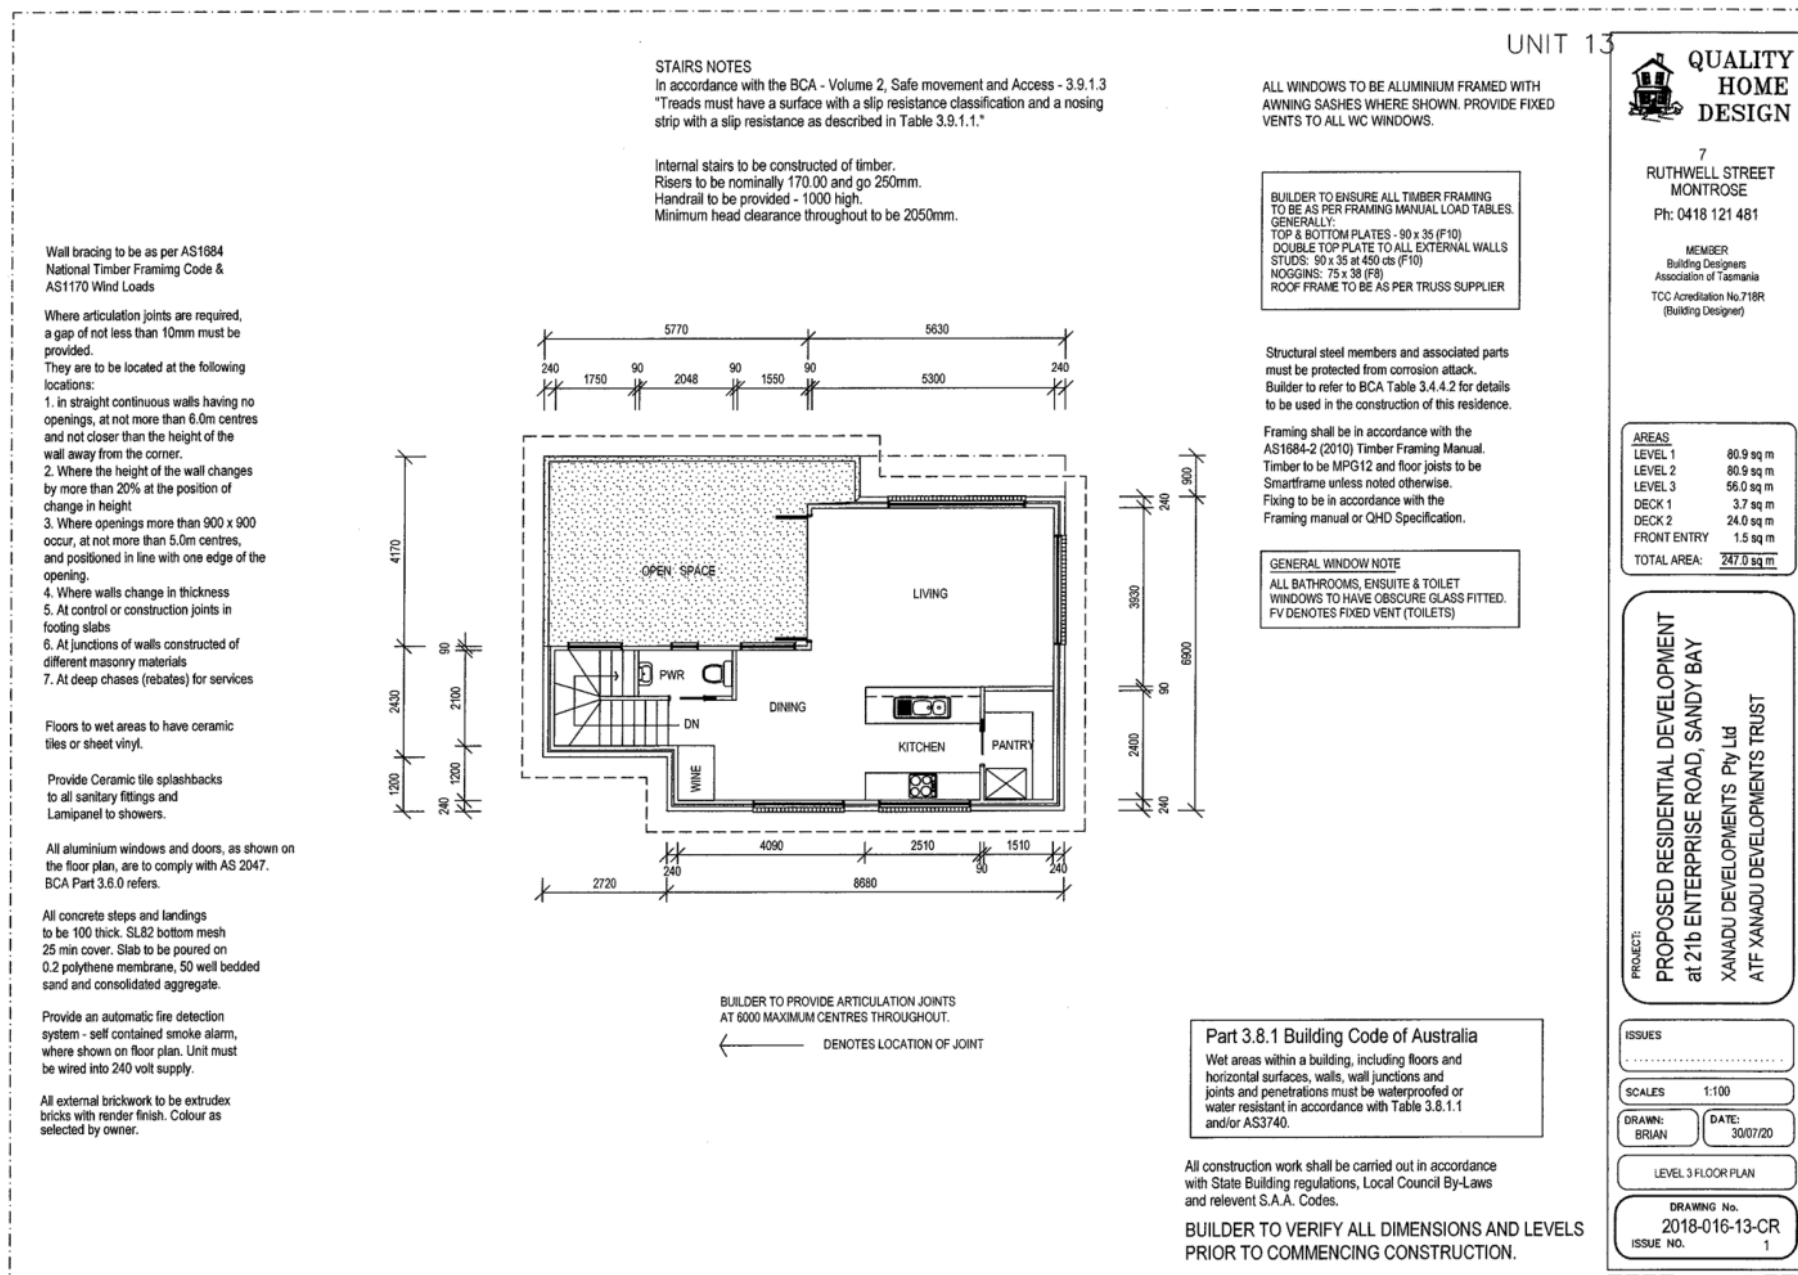 UNIT 13
STAIRS NOTES
In accordance with the BCA - Volume 2, Safe movement and Access - 3.9.1.3
"Treads must have a surface with a slip resistance classification and a nosing
strip with a slip resistance as described in Table 3.9.1.1."
Internal stairs to be constructed of timber.
Risers to be nominally 170.00 and go 250mm.
Handrail to be provided - 1000 high.
Minimum head clearance throughout to be 2050mm.
Wall bracing to be as per AS1684
National Timber Framimg Code &
AS1170 Wind Loads
Where articulation joints are required,
a gap of not less than 10mm must be
provided.
They are to be located at the following
locations:
1. in straight continuous walls having no
openings, at not more than 6.0m centres
and not closer than the height of the
wall away from the corner.
2. Where the height of the wall changes
by more than 20% at the position of
change in height
3. Where openings more than 900 x 900
occur, at not more than 5.0m centres,
and positioned in line with one edge of the
opening.
4. Where walls change in thickness
5. At control or construction joints in
footing slabs
6. At junctions of walls constructed of
different masonry materials
7. At deep chases (rebates) for services
Floors to wet areas to have ceramic
tiles or sheet vinyl.
Provide Ceramic tile splashbacks
to all sanitary fittings and
Lamipanel to showers.
All aluminium windows and doors, as shown on
the floor plan, are to comply with AS 2047.
BCA Part 3.6.0 refers.
All concrete steps and landings
to be 100 thick. SL82 bottom mesh
25 min cover. Slab to be poured on
0.2 polythene membrane, 50 well bedded
sand and consolidated aggregate.
Provide an automatic fire detection
system - self contained smoke alarm,
where shown on floor plan. Unit must
be wired into 240 volt supply.
All external brickwork to be extrudex
bricks with render finish. Colour as
selected by owner.
5770 5630
240 90 90 90 240
1750 2048 1550 5300
4170
2430
1200
90
2100
1200
240
OPEN SPACE
LIVING
PWR
DINING
DN
KITCHEN
PANTRY
WINE
900
240
3930
6900
90
2400
240
4090 2510 1510
240 90 240
2720 8680
BUILDER TO PROVIDE ARTICULATION JOINTS
AT 6000 MAXIMUM CENTRES THROUGHOUT.
DENOTES LOCATION OF JOINT
ALL WINDOWS TO BE ALUMINIUM FRAMED WITH
AWNING SASHES WHERE SHOWN. PROVIDE FIXED
VENTS TO ALL WC WINDOWS.
BUILDER TO ENSURE ALL TIMBER FRAMING
TO BE AS PER FRAMING MANUAL LOAD TABLES.
GENERALLY:
TOP & BOTTOM PLATES - 90 x 35 (F10)
DOUBLE TOP PLATE TO ALL EXTERNAL WALLS
STUDS: 90 x 35 at 450 cts (F10)
NOGGINS: 75 x 38 (F8)
ROOF FRAME TO BE AS PER TRUSS SUPPLIER
Structural steel members and associated parts
must be protected from corrosion attack.
Builder to refer to BCA Table 3.4.4.2 for details
to be used in the construction of this residence.
Framing shall be in accordance with the
AS1684-2 (2010) Timber Framing Manual.
Timber to be MPG12 and floor joists to be
Smartframe unless noted otherwise.
Fixing to be in accordance with the
Framing manual or QHD Specification.
GENERAL WINDOW NOTE
ALL BATHROOMS, ENSUITE & TOILET
WINDOWS TO HAVE OBSCURE GLASS FITTED.
FV DENOTES FIXED VENT (TOILETS)
Part 3.8.1 Building Code of Australia
Wet areas within a building, including floors and
horizontal surfaces, walls, wall junctions and
joints and penetrations must be waterproofed or
water resistant in accordance with Table 3.8.1.1
and/or AS3740.
All construction work shall be carried out in accordance
with State Building regulations, Local Council By-Laws
and relevent S.A.A. Codes.
BUILDER TO VERIFY ALL DIMENSIONS AND LEVELS
PRIOR TO COMMENCING CONSTRUCTION.
QUALITY
HOME
DESIGN
7
RUTHWELL STREET
MONTROSE
Ph: 0418 121 481
MEMBER
Building Designers
Association of Tasmania
TCC Acreditation No.718R
(Building Designer)
AREAS
LEVEL 1 80.9 sq m
LEVEL 2 80.9 sq m
LEVEL 3 56.0 sq m
DECK 1 3.7 sq m
DECK 2 24.0 sq m
FRONT ENTRY 1.5 sq m
TOTAL AREA: 247.0 sq m
PROJECT:
PROPOSED RESIDENTIAL DEVELOPMENT
at 21b ENTERPRISE ROAD, SANDY BAY
XANADU DEVELOPMENTS Pty Ltd
ATF XANADU DEVELOPMENTS TRUST
ISSUES
SCALES 1:100
DRAWN:
BRIAN
DATE:
30/07/20
LEVEL 3 FLOOR PLAN
DRAWING No.
2018-016-13-CR
ISSUE NO. 1